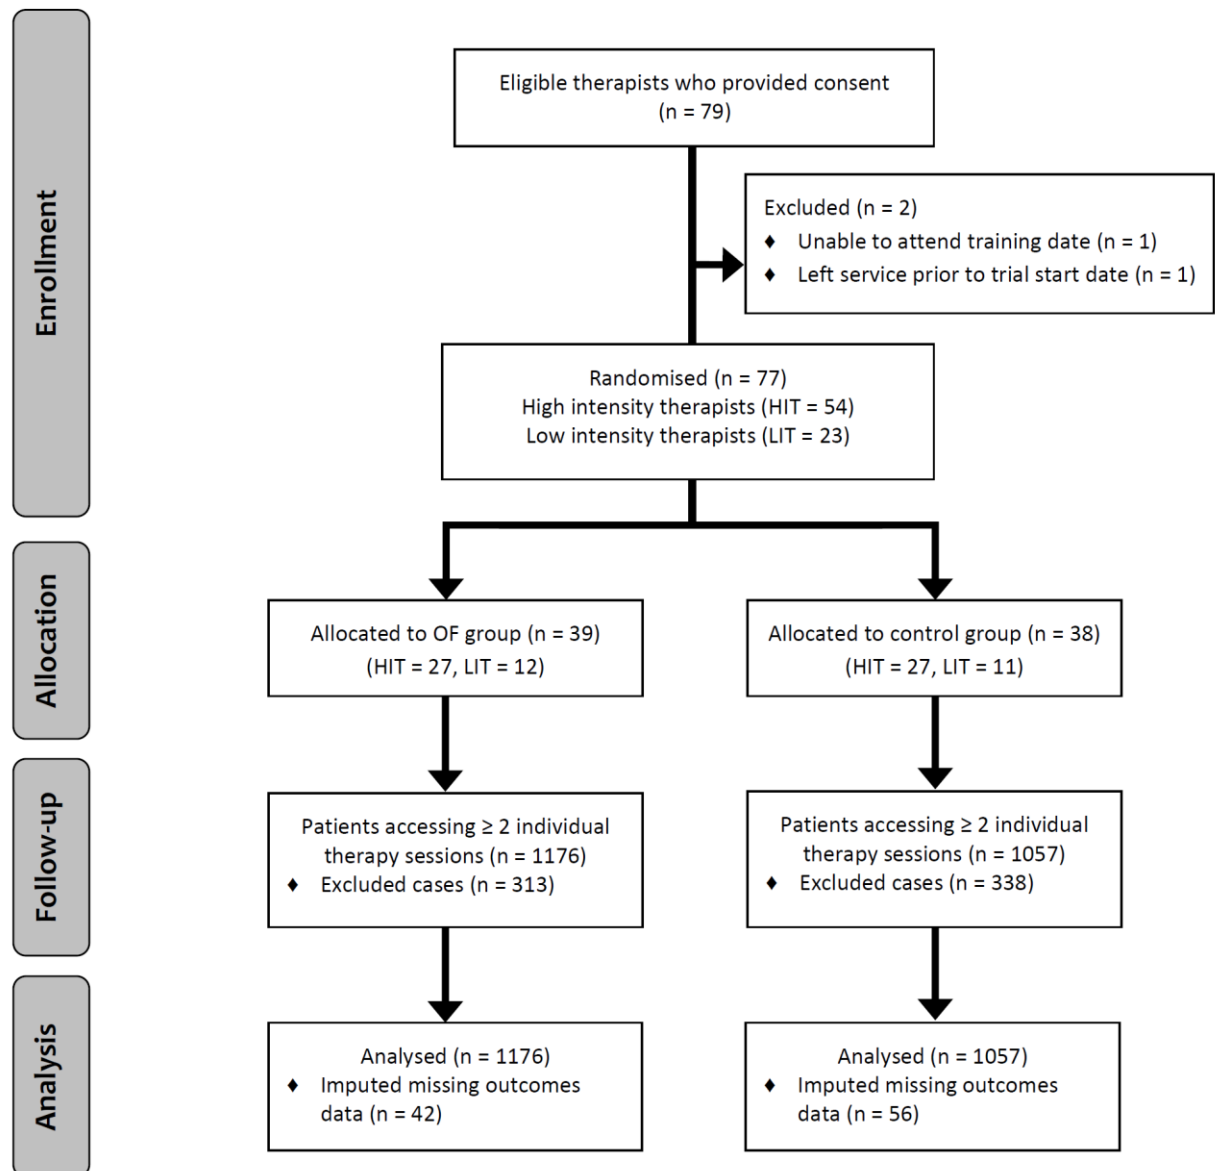 Enrollment
Eligible therapists who provided consent
(n = 79)
Excluded (n = 2)
♦ Unable to attend training date (n = 1)
♦ Left service prior to trial start date (n = 1)
Randomised (n = 77)
High intensity therapists (HIT = 54)
Low intensity therapists (LIT = 23)
Allocation
Allocated to OF group (n = 39)
(HIT = 27, LIT = 12)
Allocated to control group (n = 38)
(HIT = 27, LIT = 11)
Follow-up
Patients accessing ≥ 2 individual
therapy sessions (n = 1176)
♦ Excluded cases (n = 313)
Patients accessing ≥ 2 individual
therapy sessions (n = 1057)
♦ Excluded cases (n = 338)
Analysis
Analysed (n = 1176)
♦ Imputed missing outcomes
data (n = 42)
Analysed (n = 1057)
♦ Imputed missing outcomes
data (n = 56)